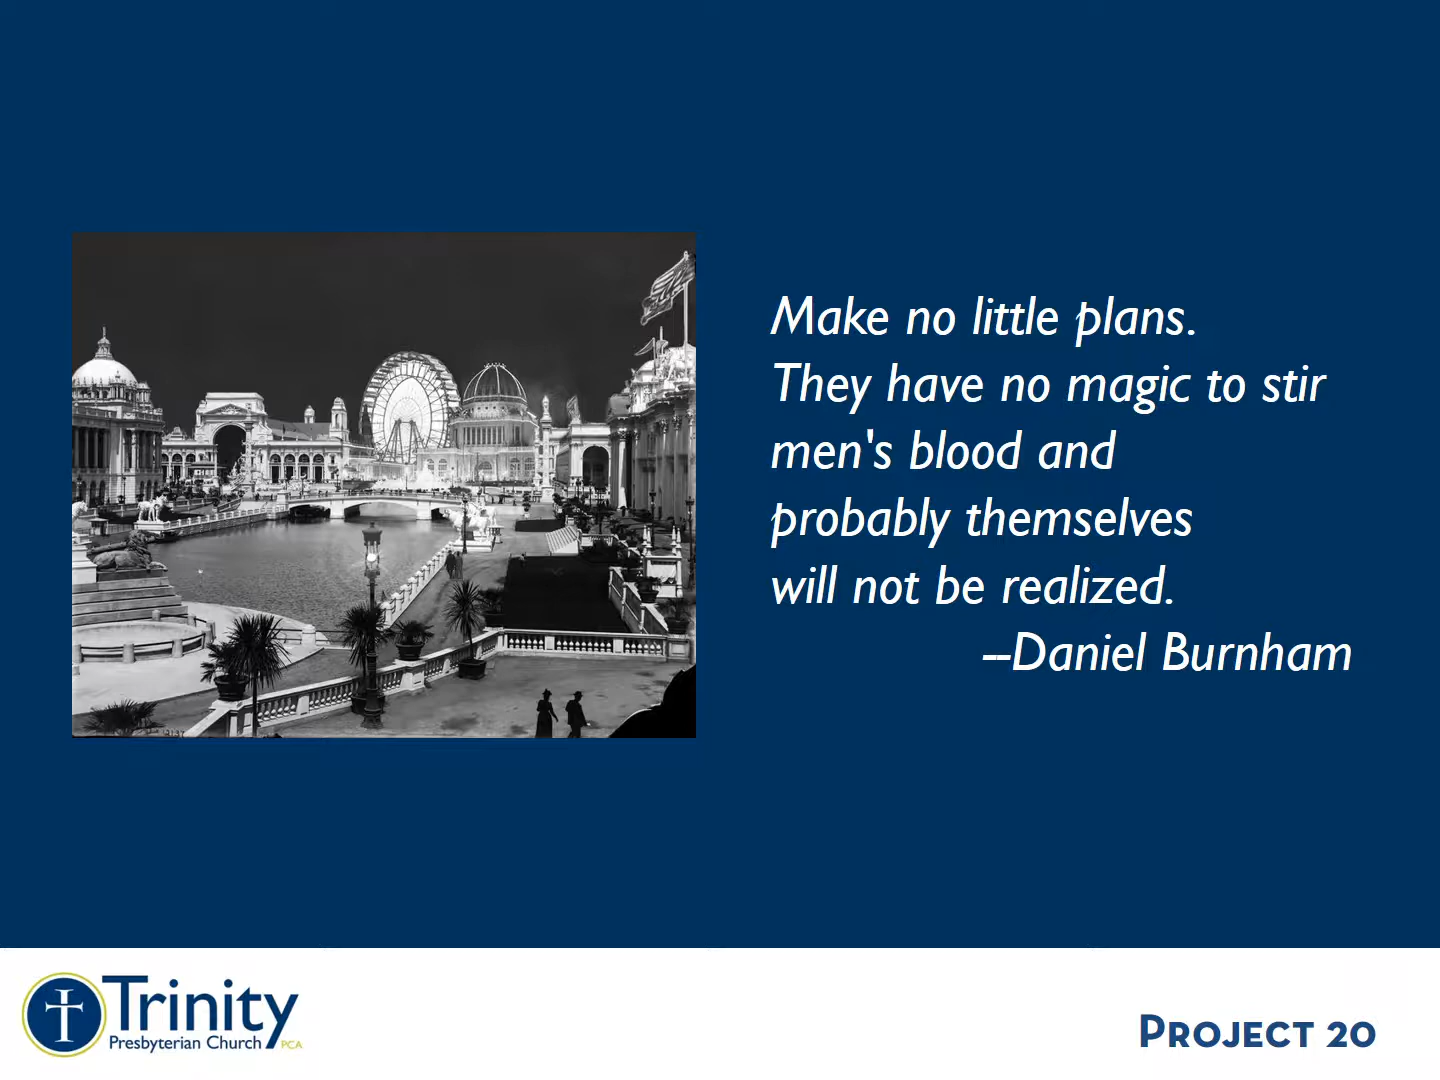 Make no little plans.
They have no magic to stir
men's blood and
probably themselves
will not be realized.
--Daniel Burnham
Trinity
Presbyterian Church PCA
PROJECT 20